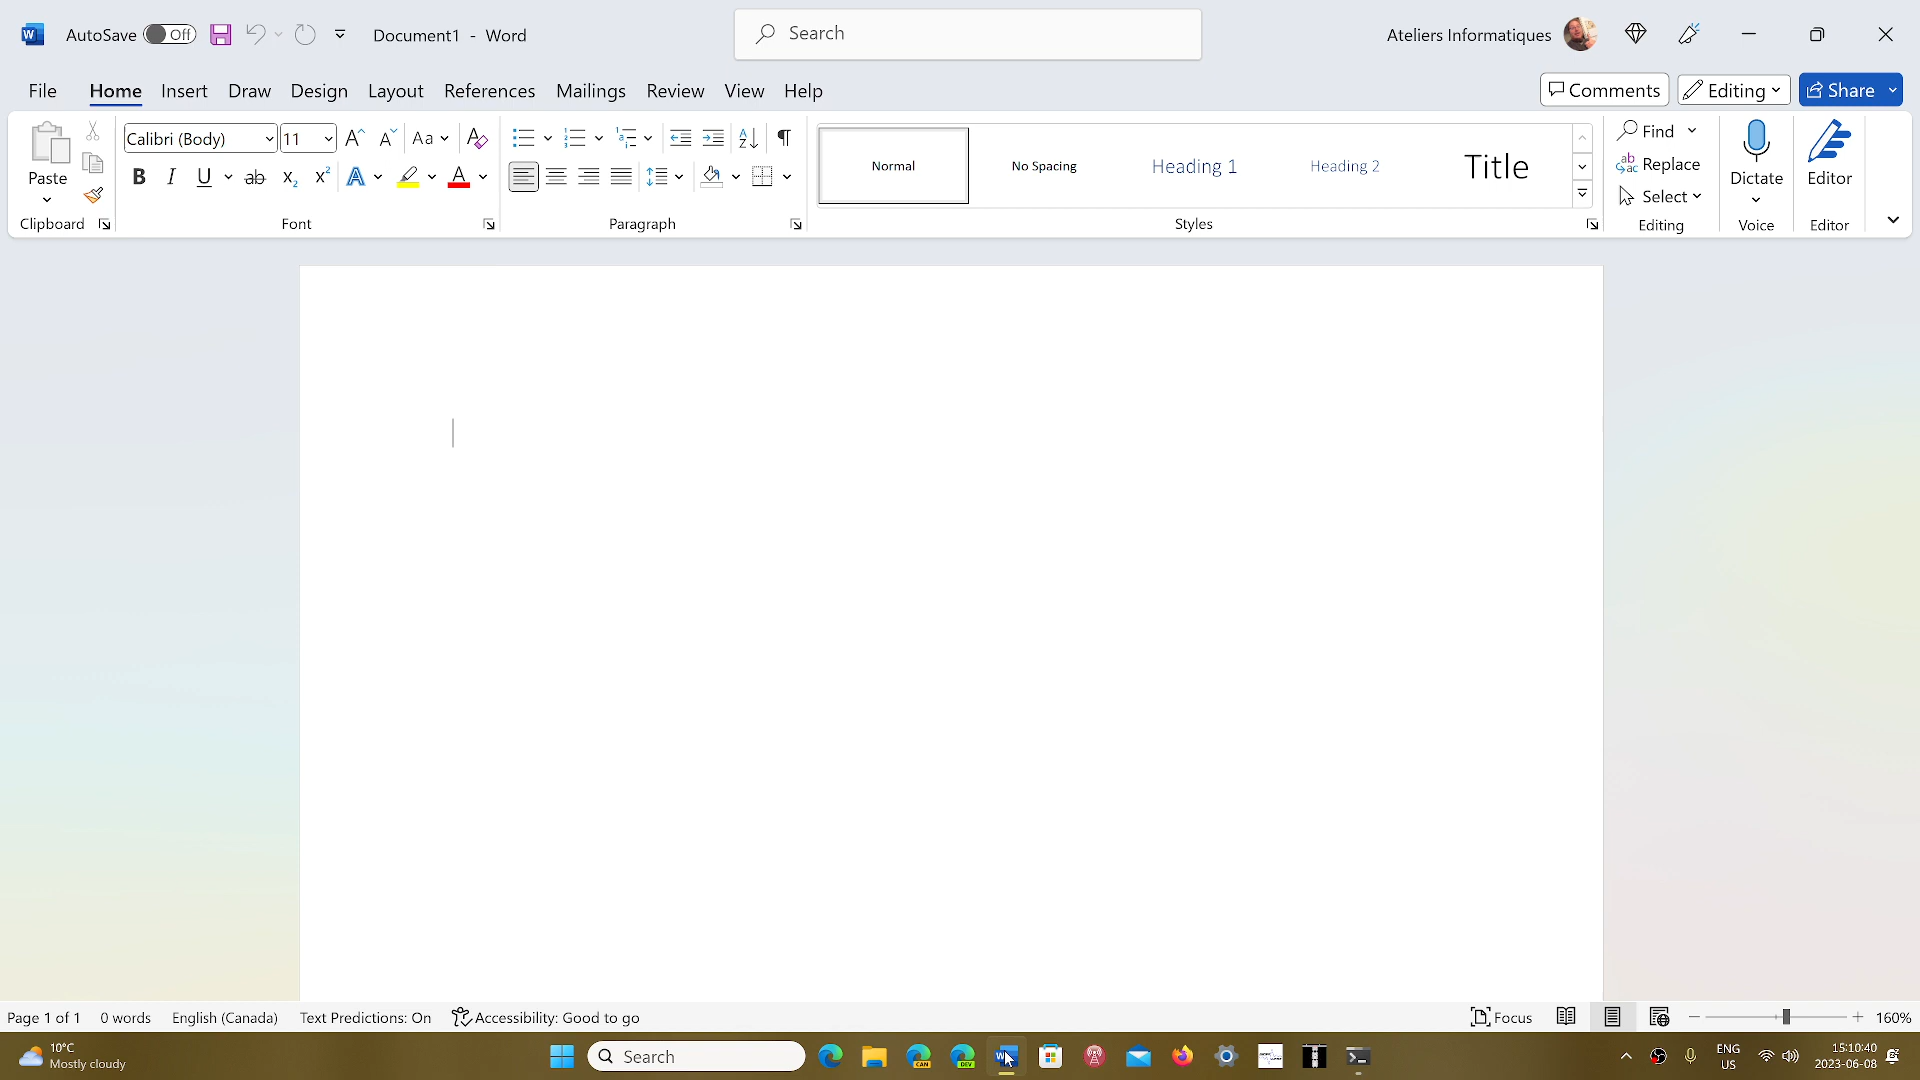 AutoSave Off Document1 - Word Search Ateliers Informatiques
File Home Insert Draw Design Layout References Mailings Review View Help Comments Editing Share
Calibri (Body) 11 Aa Find
Paste Normal No Spacing Heading 1 Heading 2 Title Replace Dictate Editor
Select
Clipboard Font Paragraph Styles Editing Voice Editor
Page 1 of 1 0 words English (Canada) Text Predictions: On Accessibility: Good to go Focus 160%
10°C
Mostly cloudy
Search
ENG
US
15:10:40
2023-06-08